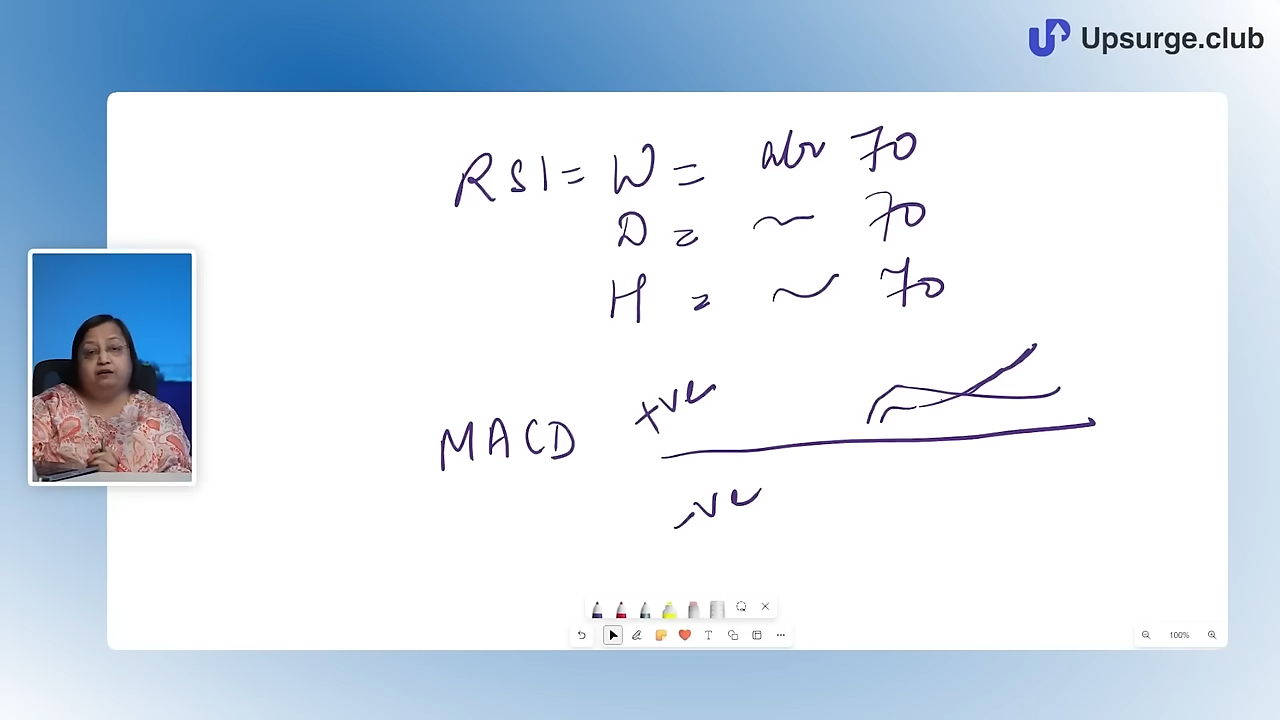 Upsurge.club
RSI = W = abv 70
D = ~ 70
H = ~ 70
+ve
MACD
-ve
100%